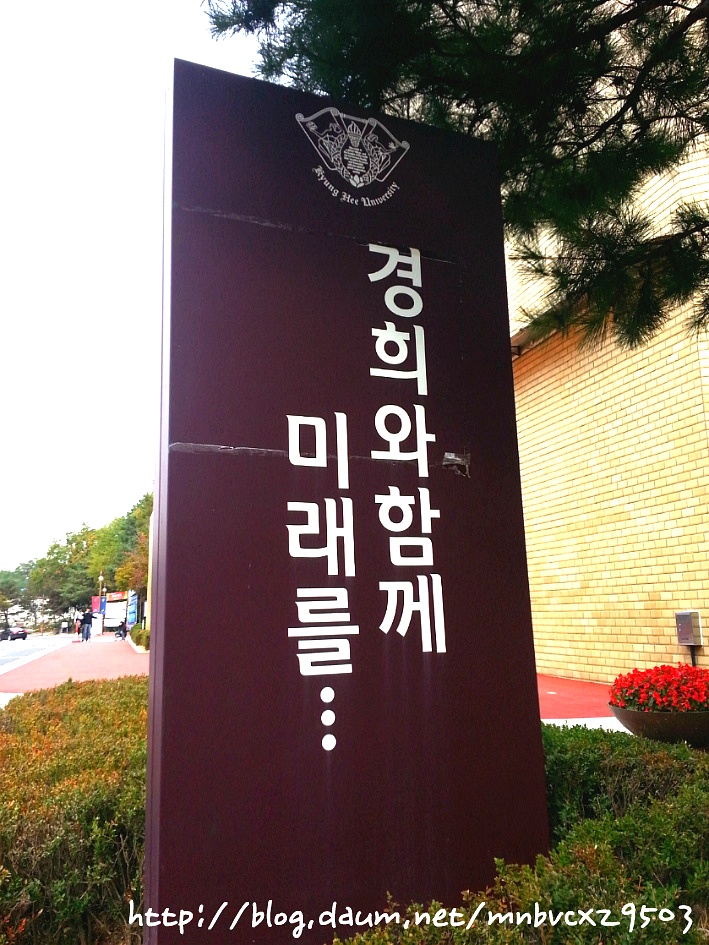 Kyung Hee University
경희와 함께
미래를...
http://blog.daum.net/mnbvcxz9503